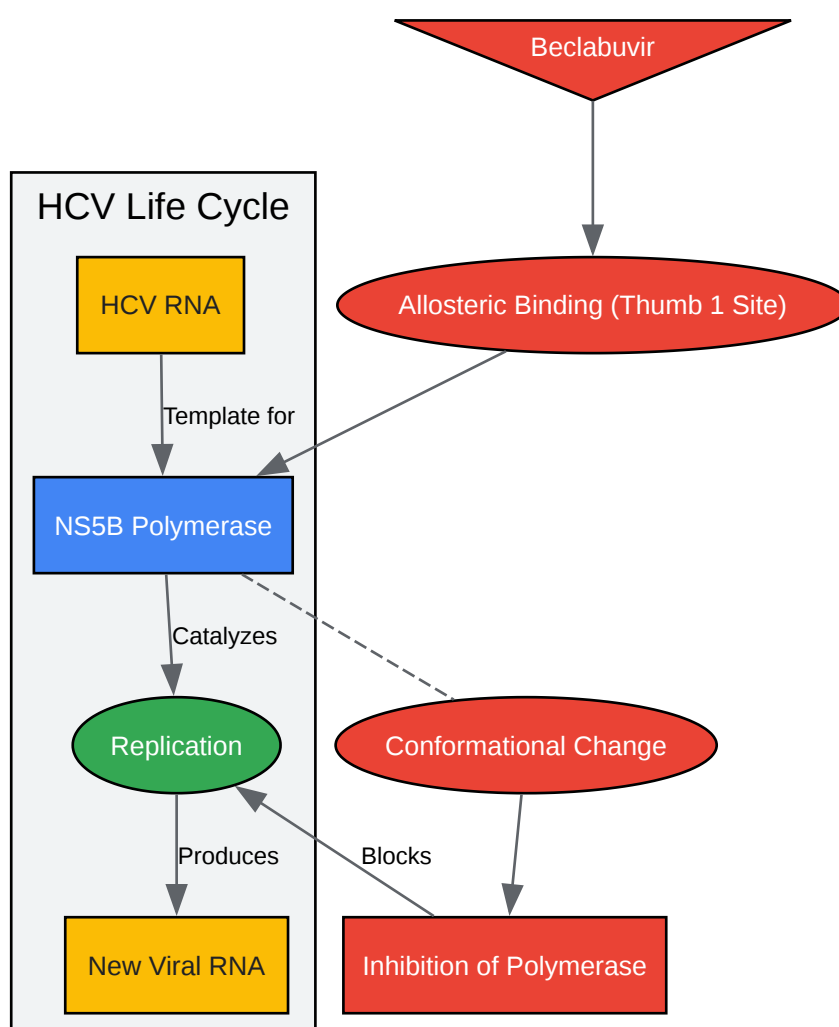 Beclabuvir
HCV Life Cycle
HCV RNA
Allosteric Binding (Thumb 1 Site)
Template for
NS5B Polymerase
Catalyzes
Replication
Conformational Change
Produces
Blocks
New Viral RNA
Inhibition of Polymerase